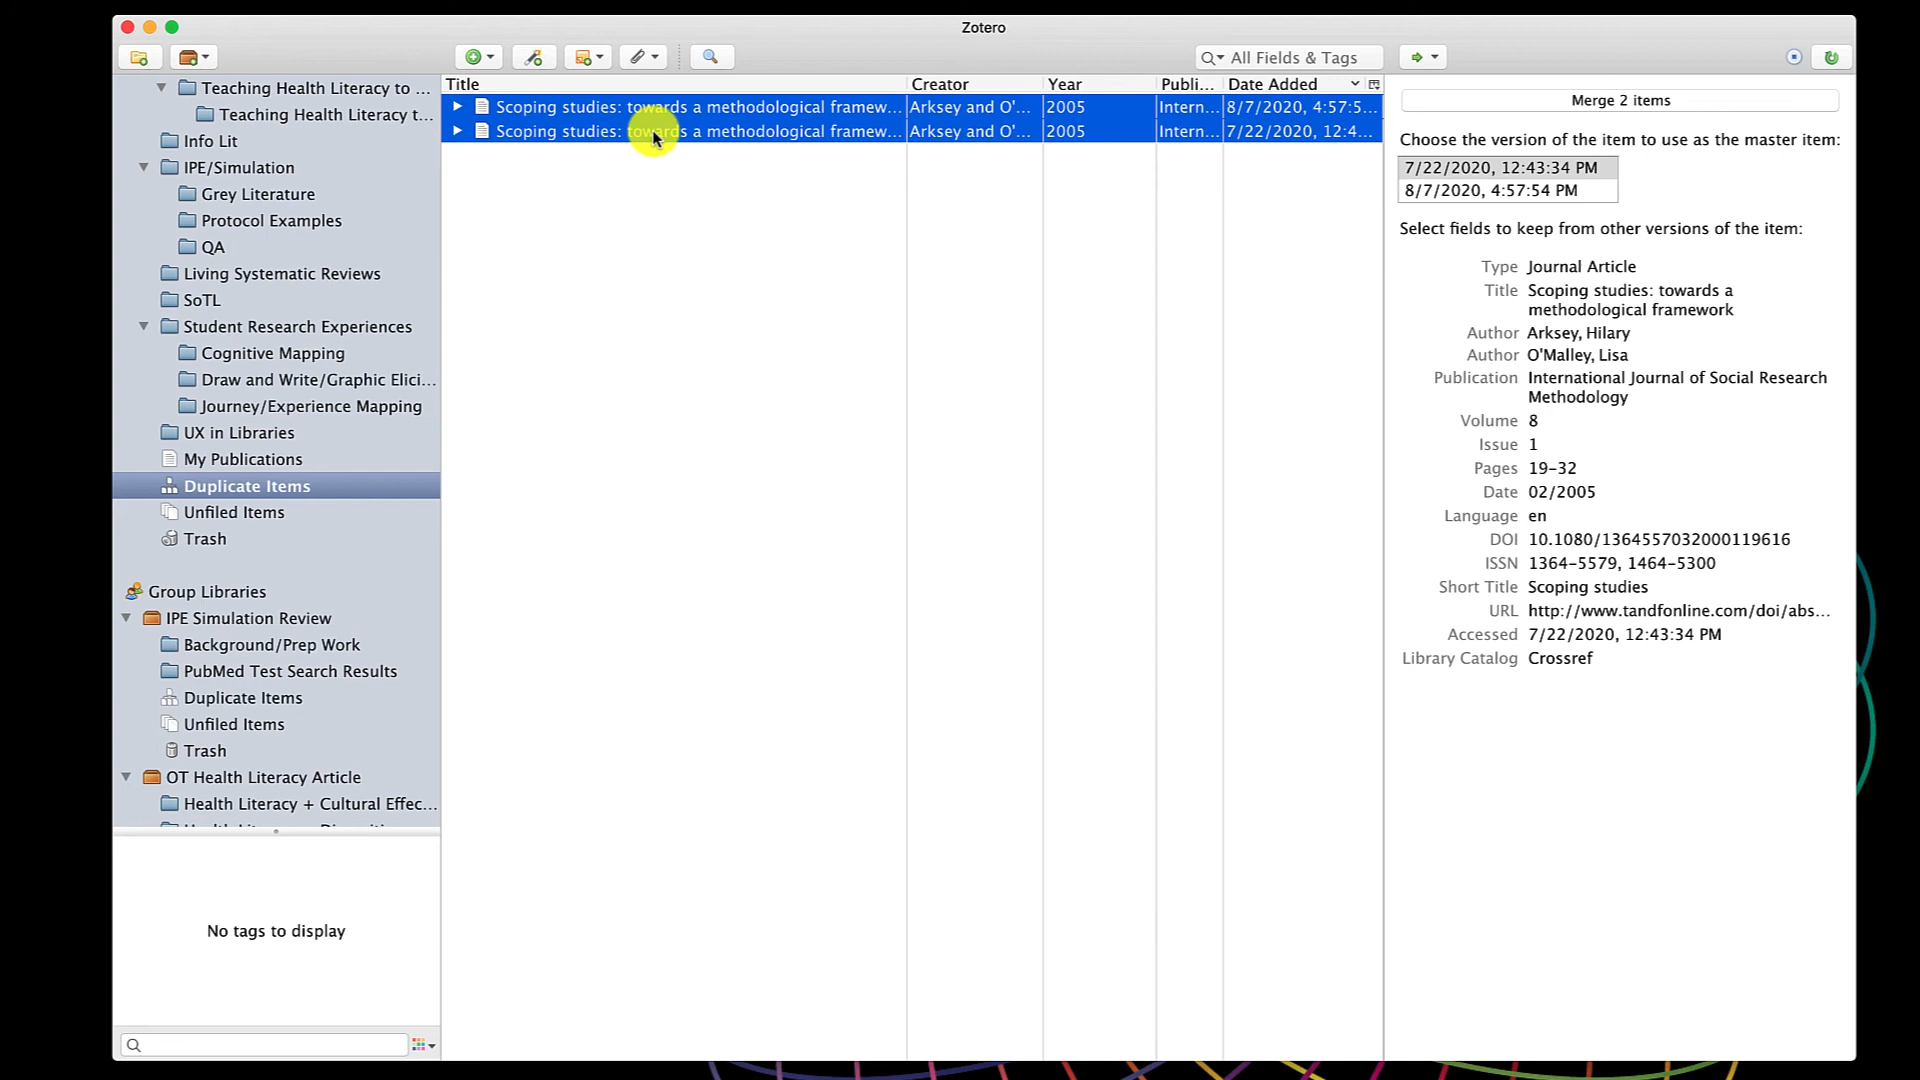 Zotero
All Fields & Tags
Teaching Health Literacy to ...
Teaching Health Literacy t...
Info Lit
IPE/Simulation
Grey Literature
Protocol Examples
QA
Living Systematic Reviews
SoTL
Student Research Experiences
Cognitive Mapping
Draw and Write/Graphic Elici...
Journey/Experience Mapping
UX in Libraries
My Publications
Duplicate Items
Unfiled Items
Trash
Group Libraries
IPE Simulation Review
Background/Prep Work
PubMed Test Search Results
Duplicate Items
Unfiled Items
Trash
OT Health Literacy Article
Health Literacy + Cultural Effec...
No tags to display
Title Creator Year Publi... Date Added
Scoping studies: towards a methodological framew... Arksey and O'... 2005 Intern... 8/7/2020, 4:57:5...
Scoping studies: towards a methodological framew... Arksey and O'... 2005 Intern... 7/22/2020, 12:4...
Merge 2 items
Choose the version of the item to use as the master item:
7/22/2020, 12:43:34 PM
8/7/2020, 4:57:54 PM
Select fields to keep from other versions of the item:
Type Journal Article
Title Scoping studies: towards a
methodological framework
Author Arksey, Hilary
Author O'Malley, Lisa
Publication International Journal of Social Research
Methodology
Volume 8
Issue 1
Pages 19-32
Date 02/2005
Language en
DOI 10.1080/1364557032000119616
ISSN 1364-5579, 1464-5300
Short Title Scoping studies
URL http://www.tandfonline.com/doi/abs...
Accessed 7/22/2020, 12:43:34 PM
Library Catalog Crossref